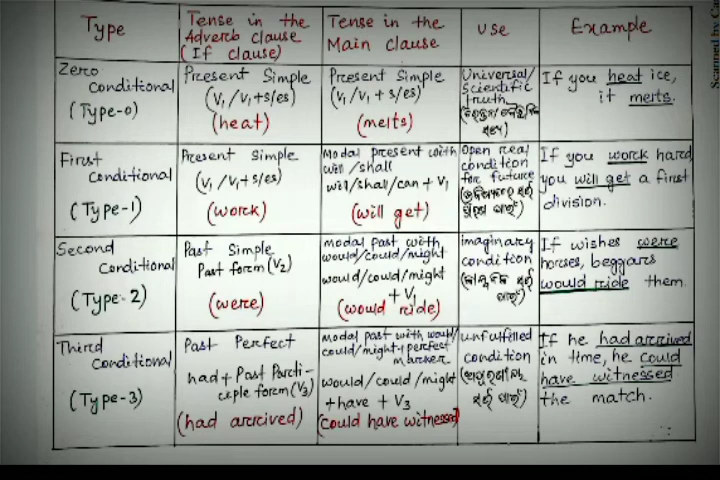 Type
Tense in the
Adverb clause
(If clause)
Tense in the
Main clause
Use
Example
Zero
Conditional
(Type-0)
Present Simple
(V1/V1+s/es)
(heat)
Present Simple
(V1/V1 + s/es)
(melts)
Universal/
Scientific
truth
If you heat ice,
it melts.
First
Conditional
(Type-1)
Present Simple
(V1/V1+s/es)
(work)
Modal present with
will/shall
will/shall/can + V1
(will get)
Open real
condition
for future
If you work hard
you will get a first
division.
Second
Conditional
(Type-2)
Past Simple
Past form (V2)
(were)
modal past with
would/could/might
would/could/might
+ V1
(would ride)
imaginary
condition
If wishes were
horses, beggars
would ride them.
Third
Conditional
(Type-3)
Past Perfect
had + Past Parti-
ciple form (V3)
(had arrived)
modal past with would/
could/might + perfect
marker
would/could/might
+have + V3
(could have witnessed)
unfulfilled
condition
If he had arrived
in time, he could
have witnessed
the match.
Scanned by